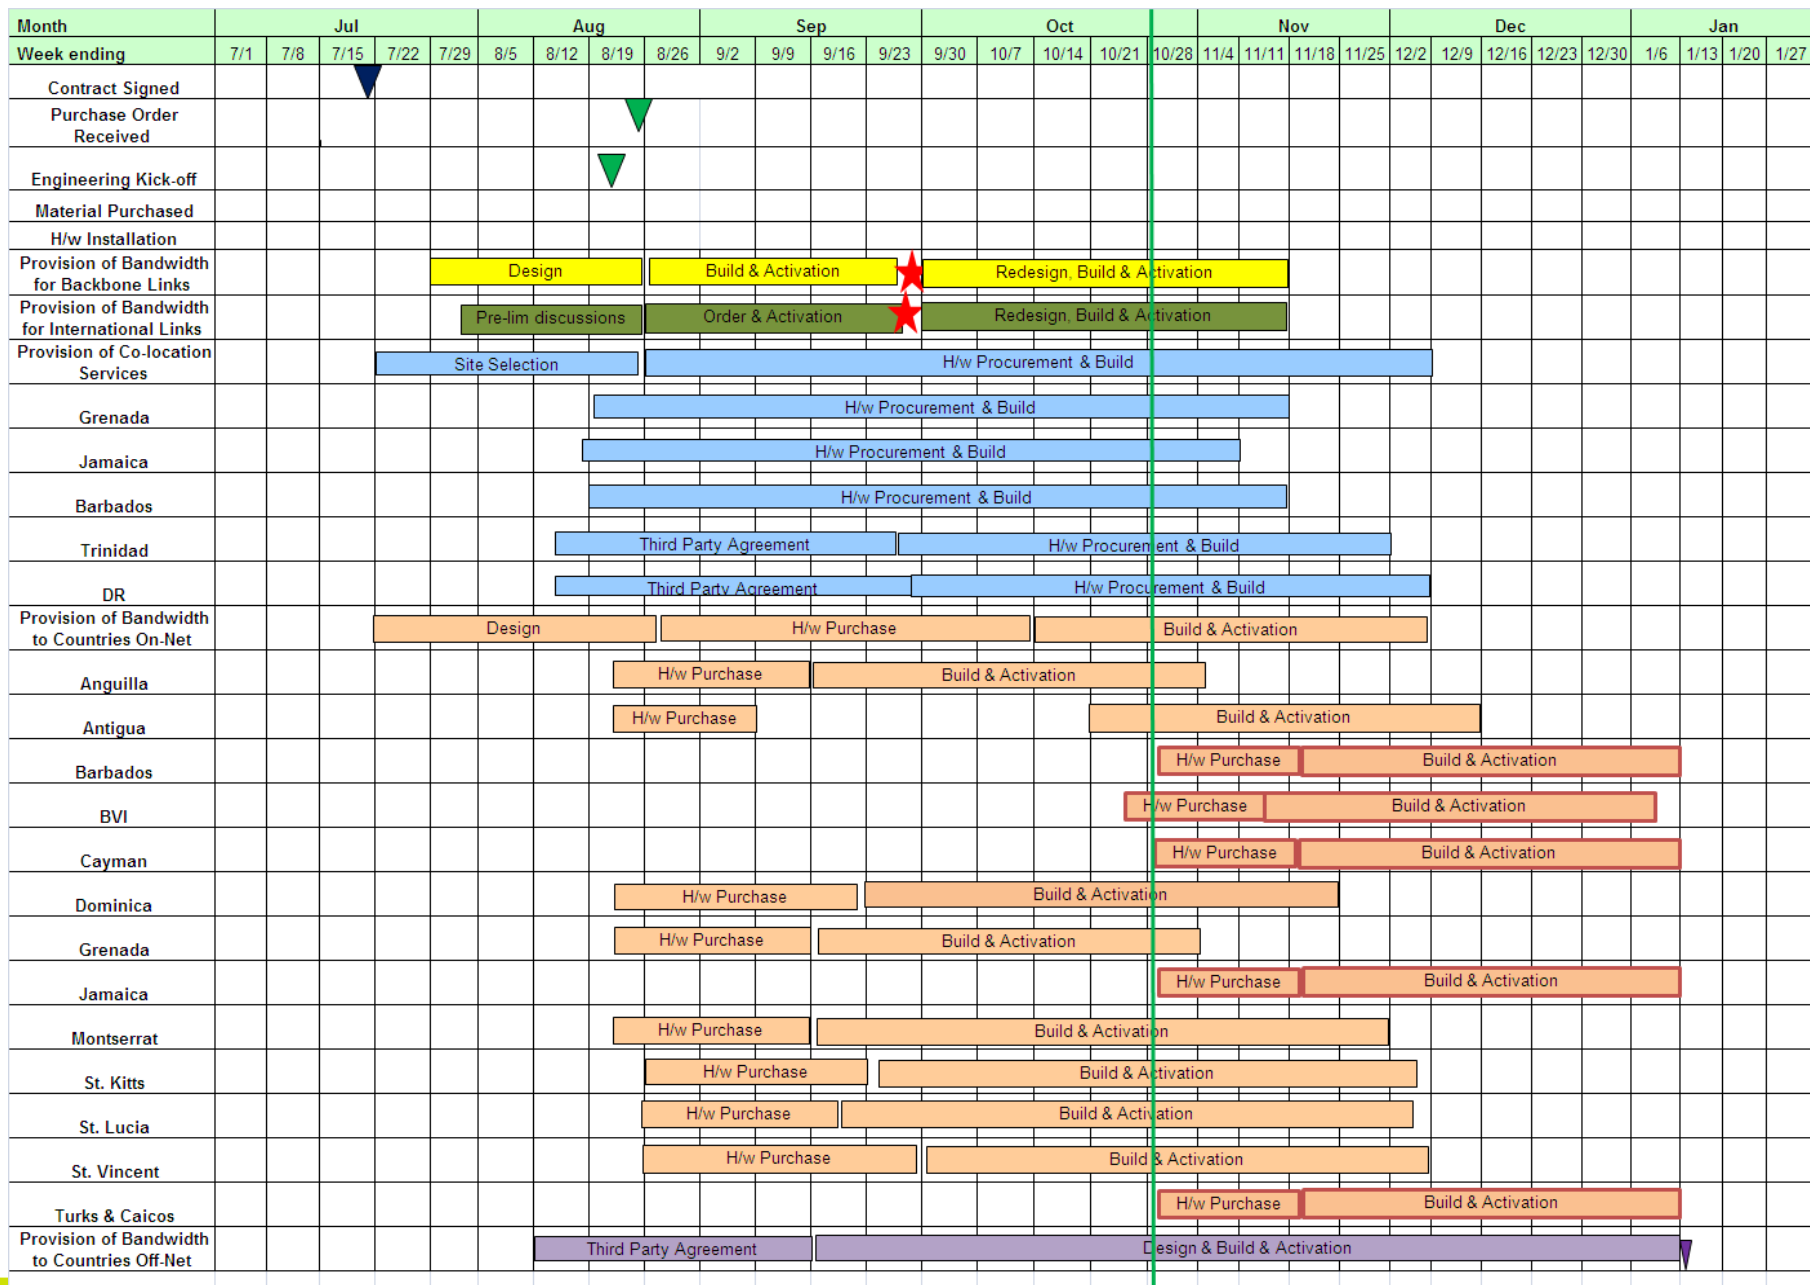 Month Jul Aug Sep Oct Nov Dec Jan
Week ending 7/1 7/8 7/15 7/22 7/29 8/5 8/12 8/19 8/26 9/2 9/9 9/16 9/23 9/30 10/7 10/14 10/21 10/28 11/4 11/11 11/18 11/25 12/2 12/9 12/16 12/23 12/30 1/6 1/13 1/20 1/27
Contract Signed
Purchase Order
Received
Engineering Kick-off
Material Purchased
H/w Installation
Provision of Bandwidth
for Backbone Links
Design Build & Activation Redesign, Build & Activation
Provision of Bandwidth
for International Links
Pre-lim discussions Order & Activation Redesign, Build & Activation
Provision of Co-location
Services
Site Selection H/w Procurement & Build
Grenada H/w Procurement & Build
Jamaica H/w Procurement & Build
Barbados H/w Procurement & Build
Trinidad Third Party Agreement H/w Procurement & Build
DR Third Party Agreement H/w Procurement & Build
Provision of Bandwidth
to Countries On-Net
Design H/w Purchase Build & Activation
Anguilla H/w Purchase Build & Activation
Antigua H/w Purchase Build & Activation
Barbados H/w Purchase Build & Activation
BVI H/w Purchase Build & Activation
Cayman H/w Purchase Build & Activation
Dominica H/w Purchase Build & Activation
Grenada H/w Purchase Build & Activation
Jamaica H/w Purchase Build & Activation
Montserrat H/w Purchase Build & Activation
St. Kitts H/w Purchase Build & Activation
St. Lucia H/w Purchase Build & Activation
St. Vincent H/w Purchase Build & Activation
Turks & Caicos H/w Purchase Build & Activation
Provision of Bandwidth
to Countries Off-Net
Third Party Agreement Design & Build & Activation